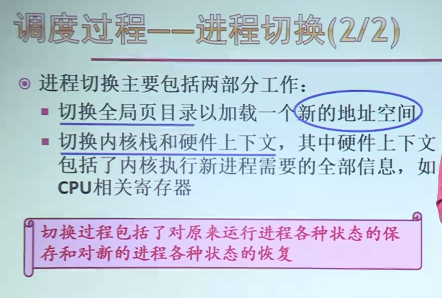 调度过程——进程切换(2/2)
进程切换主要包括两部分工作：
切换全局页目录以加载一个新的地址空间
切换内核栈和硬件上下文，其中硬件上下文
包括了内核执行新进程需要的全部信息，如
CPU相关寄存器
切换过程包括了对原来运行进程各种状态的保
存和对新的进程各种状态的恢复